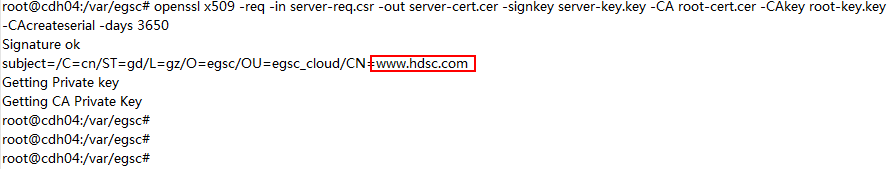 root@cdh04:/var/egsc# openssl x509 -req -in server-req.csr -out server-cert.cer -signkey server-key.key -CA root-cert.cer -CAkey root-key.key
-CAcreateserial -days 3650
Signature ok
subject=/C=cn/ST=gd/L=gz/O=egsc/OU=egsc_cloud/CN=www.hdsc.com
Getting Private key
Getting CA Private Key
root@cdh04:/var/egsc#
root@cdh04:/var/egsc#
root@cdh04:/var/egsc#